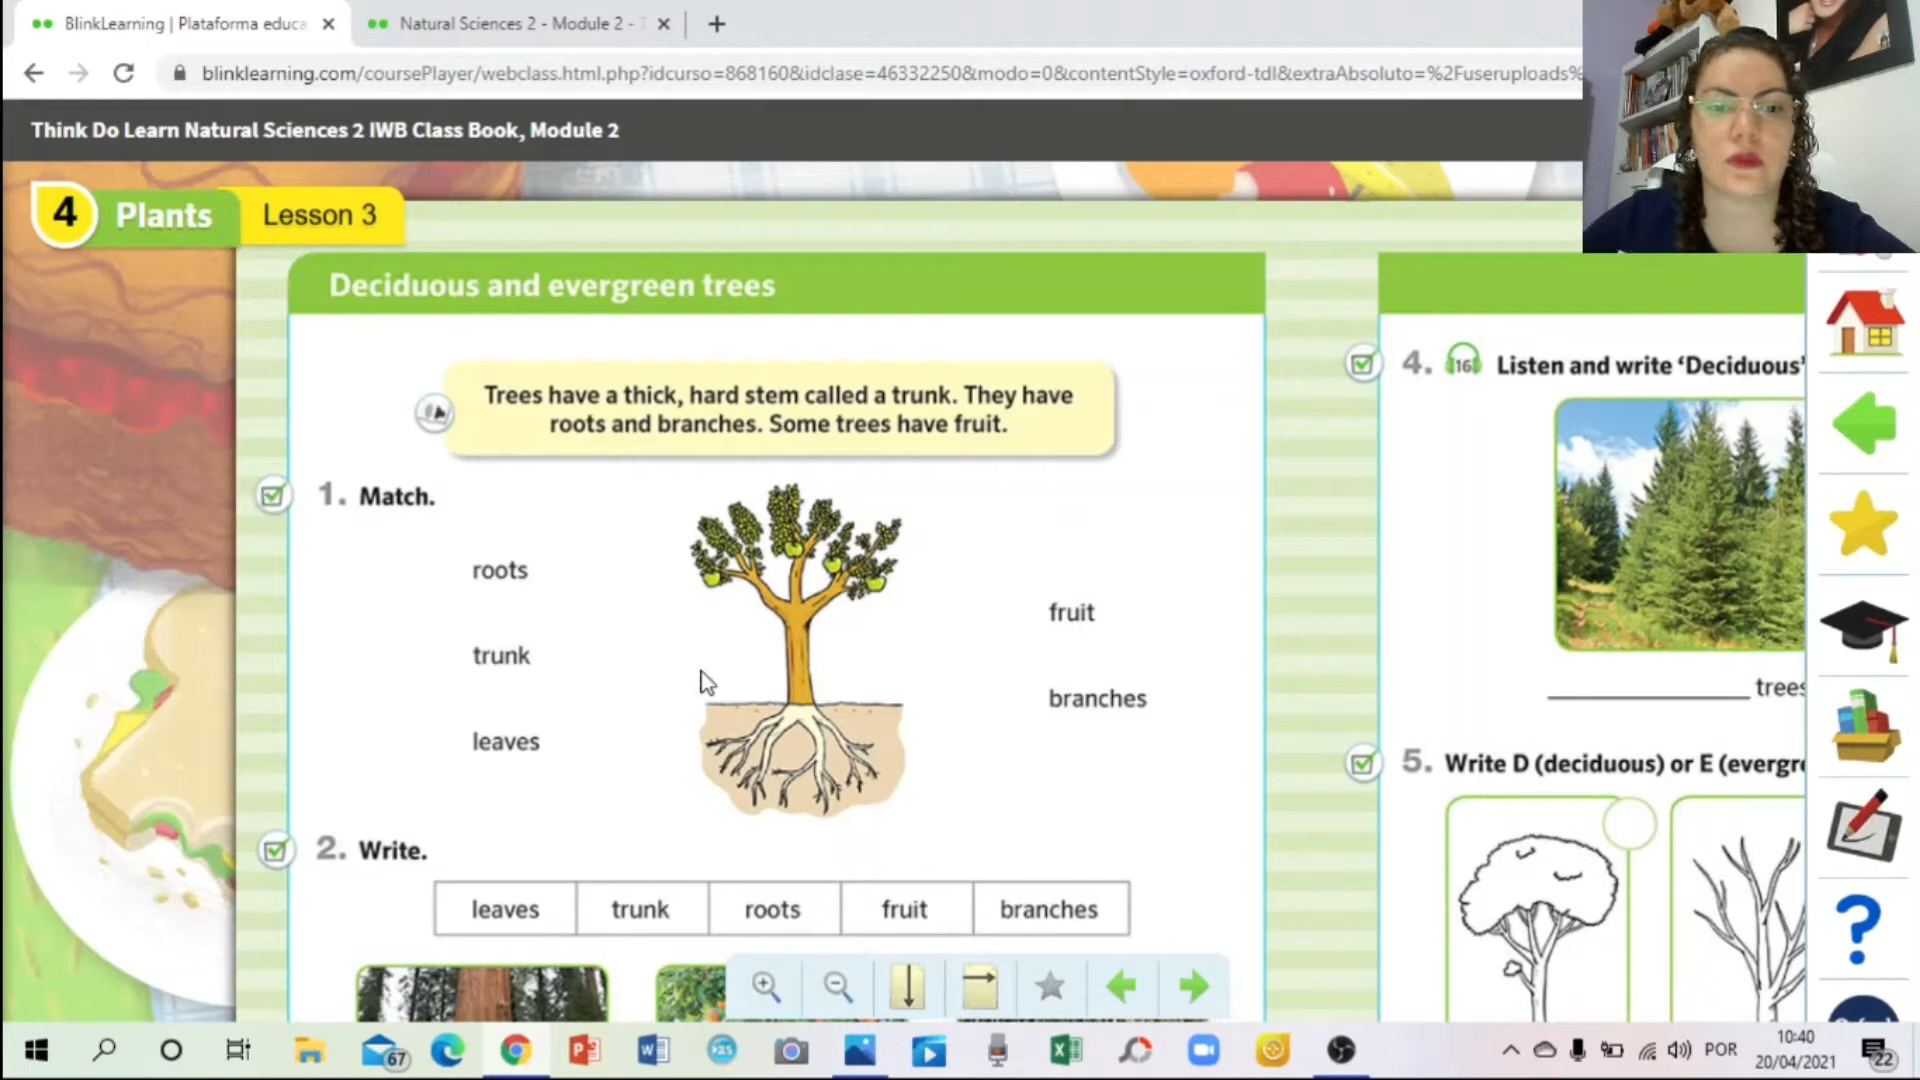 BlinkLearning | Plataforma educa
Natural Sciences 2 - Module 2 -
blinklearning.com/coursePlayer/webclass.html.php?idcurso=868160&idclase=46332250&modo=0&contentStyle=oxford-tdl&extraAbsoluto=%2Fuseruploads%
Think Do Learn Natural Sciences 2 IWB Class Book, Module 2
4 Plants Lesson 3
Deciduous and evergreen trees
Trees have a thick, hard stem called a trunk. They have
roots and branches. Some trees have fruit.
1. Match.
roots
trunk
leaves
fruit
branches
2. Write.
leaves trunk roots fruit branches
4. 16 Listen and write ‘Deciduous’
trees
5. Write D (deciduous) or E (evergr
67
POR
10:40
20/04/2021
22